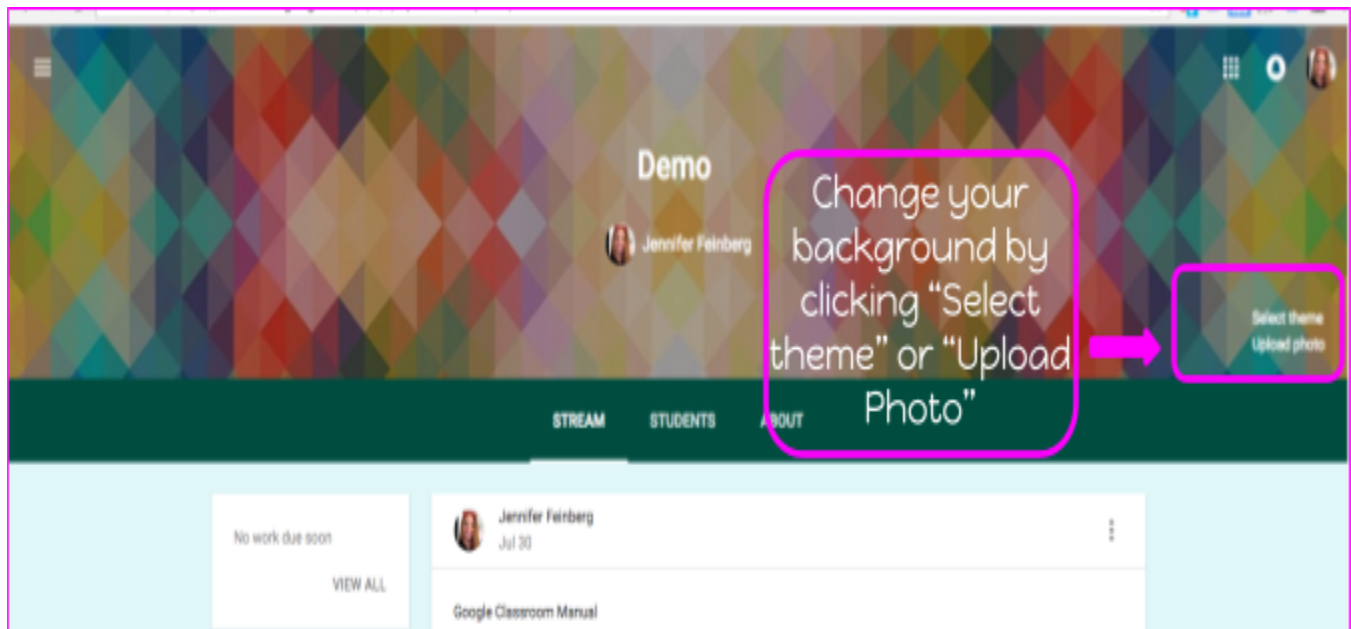 Demo
Jennifer Feinberg
Change your
background by
clicking “Select
theme” or “Upload
Photo”
Select theme
Upload photo
STREAM STUDENTS ABOUT
No work due soon
VIEW ALL
Jennifer Feinberg
Jul 30
Google Classroom Manual